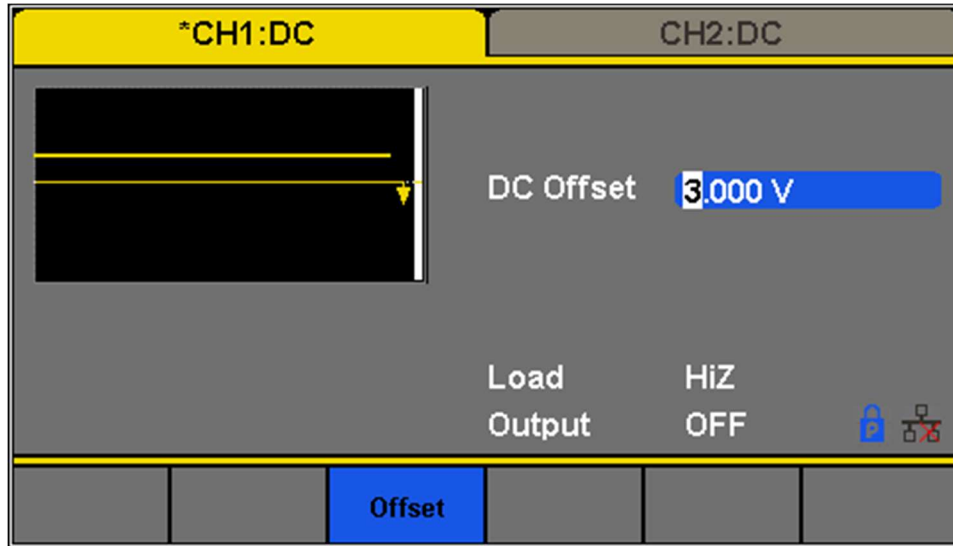 *CH1:DC
CH2:DC
DC Offset 3.000 V
Load HiZ
Output OFF
P
Offset